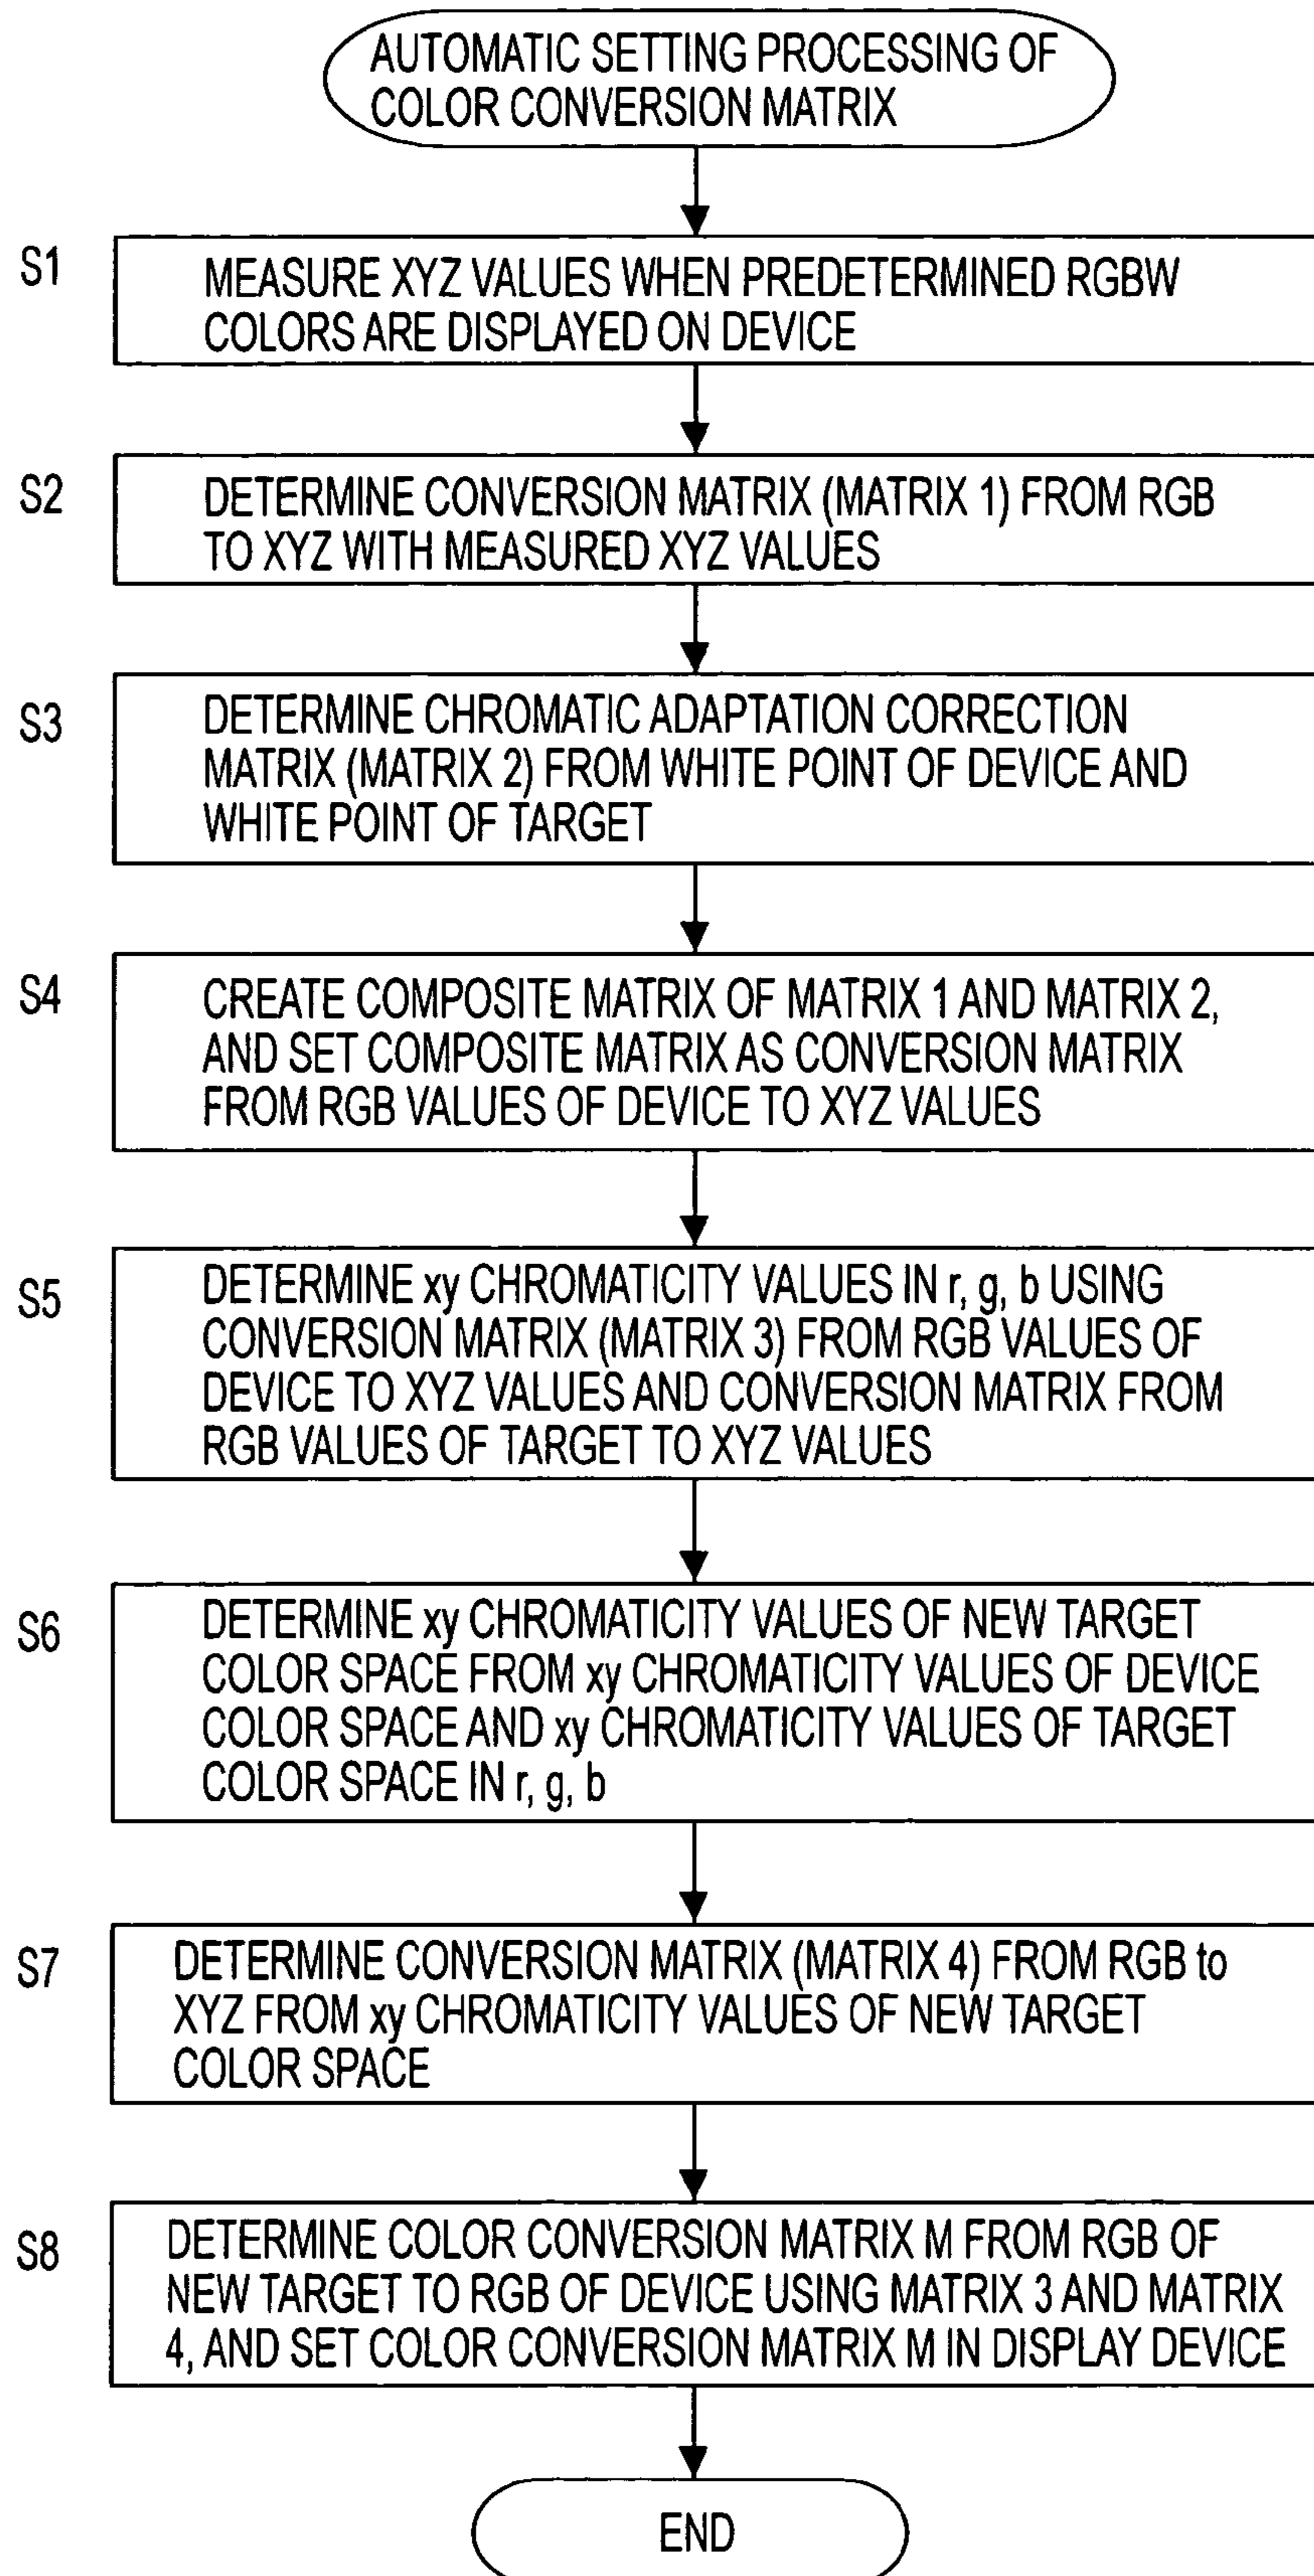 AUTOMATIC SETTING PROCESSING OF
COLOR CONVERSION MATRIX
S1
MEASURE XYZ VALUES WHEN PREDETERMINED RGBW
COLORS ARE DISPLAYED ON DEVICE
S2
DETERMINE CONVERSION MATRIX (MATRIX 1) FROM RGB
TO XYZ WITH MEASURED XYZ VALUES
S3
DETERMINE CHROMATIC ADAPTATION CORRECTION
MATRIX (MATRIX 2) FROM WHITE POINT OF DEVICE AND
WHITE POINT OF TARGET
S4
CREATE COMPOSITE MATRIX OF MATRIX 1 AND MATRIX 2,
AND SET COMPOSITE MATRIX AS CONVERSION MATRIX
FROM RGB VALUES OF DEVICE TO XYZ VALUES
S5
DETERMINE xy CHROMATICITY VALUES IN r, g, b USING
CONVERSION MATRIX (MATRIX 3) FROM RGB VALUES OF
DEVICE TO XYZ VALUES AND CONVERSION MATRIX FROM
RGB VALUES OF TARGET TO XYZ VALUES
S6
DETERMINE xy CHROMATICITY VALUES OF NEW TARGET
COLOR SPACE FROM xy CHROMATICITY VALUES OF DEVICE
COLOR SPACE AND xy CHROMATICITY VALUES OF TARGET
COLOR SPACE IN r, g, b
S7
DETERMINE CONVERSION MATRIX (MATRIX 4) FROM RGB to
XYZ FROM xy CHROMATICITY VALUES OF NEW TARGET
COLOR SPACE
S8
DETERMINE COLOR CONVERSION MATRIX M FROM RGB OF
NEW TARGET TO RGB OF DEVICE USING MATRIX 3 AND MATRIX
4, AND SET COLOR CONVERSION MATRIX M IN DISPLAY DEVICE
END